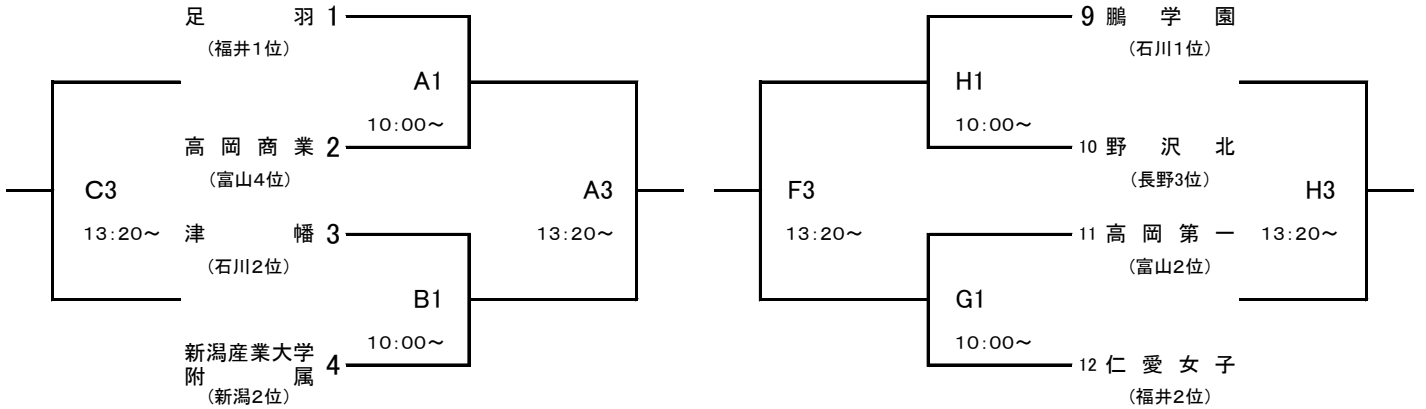 足羽 1
(福井1位)
A1
10:00～
高岡商業 2
(富山4位)
C3
13:20～
A3
13:20～
津幡 3
(石川2位)
B1
10:00～
新潟産業大学
附属 4
(新潟2位)
9 鵬学園
(石川1位)
H1
10:00～
10 野沢北
(長野3位)
F3
13:20～
H3
13:20～
11 高岡第一
(富山2位)
G1
10:00～
12 仁愛女子
(福井2位)